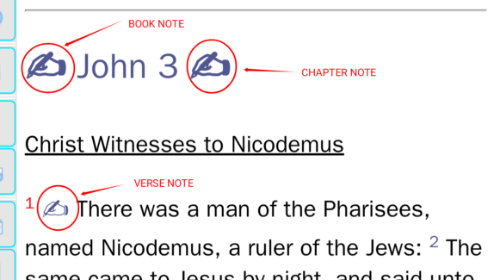 BOOK NOTE
John 3
CHAPTER NOTE
Christ Witnesses to Nicodemus
VERSE NOTE
1 There was a man of the Pharisees,
named Nicodemus, a ruler of the Jews: 2 The
same came to Jesus by night, and said unto